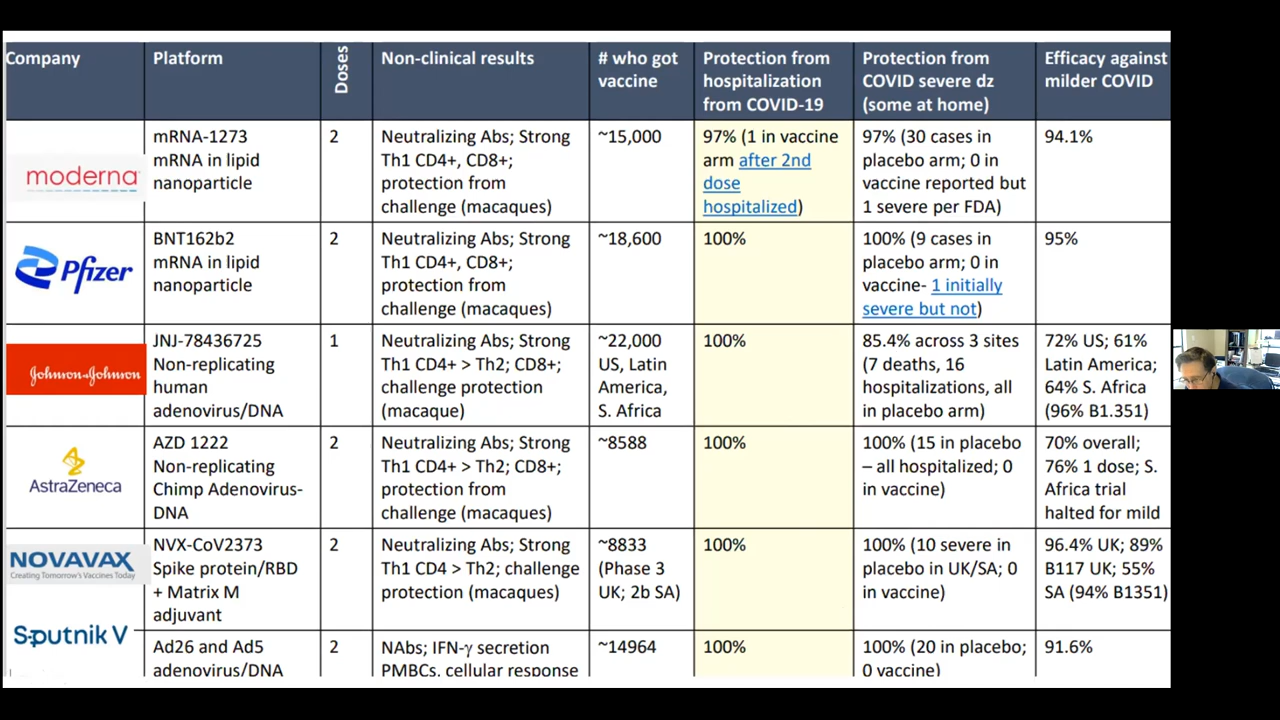 Company
Platform
Doses
Non-clinical results
# who got
vaccine
Protection from
hospitalization
from COVID-19
Protection from
COVID severe dz
(some at home)
Efficacy against
milder COVID
moderna
mRNA-1273
mRNA in lipid
nanoparticle
2
Neutralizing Abs; Strong
Th1 CD4+, CD8+;
protection from
challenge (macaques)
~15,000
97% (1 in vaccine
arm after 2nd
dose
hospitalized)
97% (30 cases in
placebo arm; 0 in
vaccine reported but
1 severe per FDA)
94.1%
Pfizer
BNT162b2
mRNA in lipid
nanoparticle
2
Neutralizing Abs; Strong
Th1 CD4+, CD8+;
protection from
challenge (macaques)
~18,600
100%
100% (9 cases in
placebo arm; 0 in
vaccine- 1 initially
severe but not)
95%
Johnson & Johnson
JNJ-78436725
Non-replicating
human
adenovirus/DNA
1
Neutralizing Abs; Strong
Th1 CD4+ > Th2; CD8+;
challenge protection
(macaque)
~22,000
US, Latin
America,
S. Africa
100%
85.4% across 3 sites
(7 deaths, 16
hospitalizations, all
in placebo arm)
72% US; 61%
Latin America;
64% S. Africa
(96% B1.351)
AstraZeneca
AZD 1222
Non-replicating
Chimp Adenovirus-
DNA
2
Neutralizing Abs; Strong
Th1 CD4+ > Th2; CD8+;
protection from
challenge (macaques)
~8588
100%
100% (15 in placebo
– all hospitalized; 0
in vaccine)
70% overall;
76% 1 dose; S.
Africa trial
halted for mild
NOVAVAX
Creating Tomorrow's Vaccines Today
NVX-CoV2373
Spike protein/RBD
+ Matrix M
adjuvant
2
Neutralizing Abs; Strong
Th1 CD4 > Th2; challenge
protection (macaques)
~8833
(Phase 3
UK; 2b SA)
100%
100% (10 severe in
placebo in UK/SA; 0
in vaccine)
96.4% UK; 89%
B117 UK; 55%
SA (94% B1351)
Sputnik V
Ad26 and Ad5
adenovirus/DNA
2
NAbs; IFN-γ secretion
PMBCs, cellular response
~14964
100%
100% (20 in placebo;
0 vaccine)
91.6%